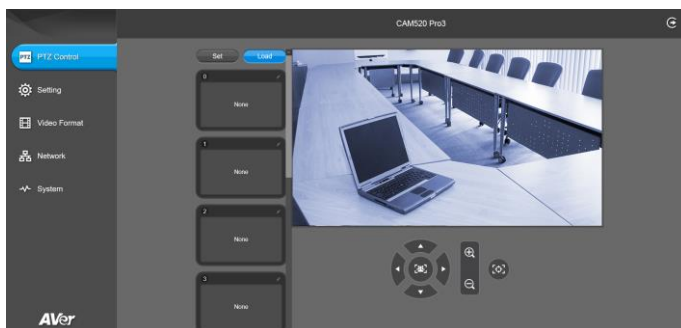 CAM520 Pro3
PTZ
PTZ Control
Setting
Video Format
Network
System
AVer
Set
Load
0
None
1
None
2
None
3
None